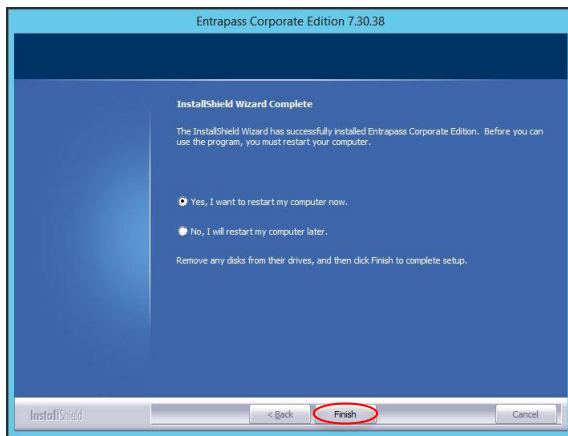 Entrapass Corporate Edition 7.30.38
InstallShield Wizard Complete
The InstallShield Wizard has successfully installed Entrapass Corporate Edition. Before you can
use the program, you must restart your computer.
Yes, I want to restart my computer now.
No, I will restart my computer later.
Remove any disks from their drives, and then click Finish to complete setup.
InstallShield
< Back
Finish
Cancel